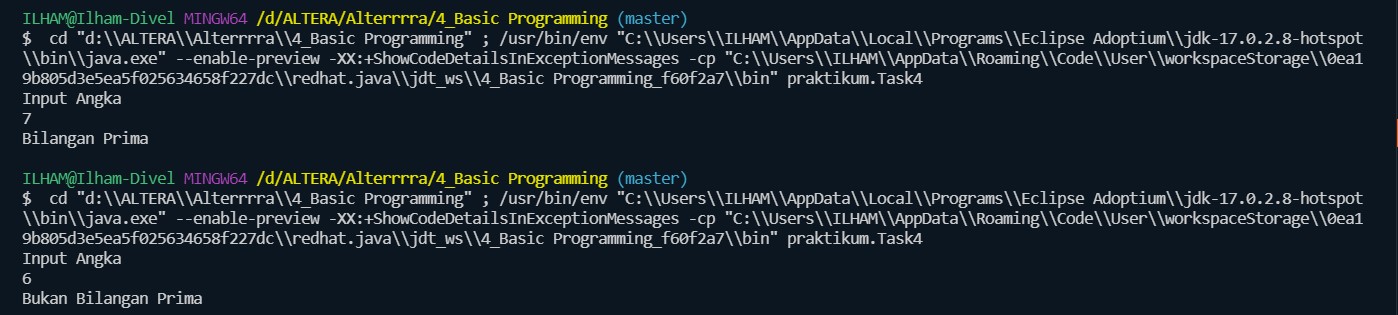 ILHAM@Ilham-Divel MINGW64 /d/ALTERA/Alterrrra/4_Basic Programming (master)
$  cd "d:\\ALTERA\\Alterrrra\\4_Basic Programming" ; /usr/bin/env "C:\\Users\\ILHAM\\AppData\\Local\\Programs\\Eclipse Adoptium\\jdk-17.0.2.8-hotspot
\\bin\\java.exe" --enable-preview -XX:+ShowCodeDetailsInExceptionMessages -cp "C:\\Users\\ILHAM\\AppData\\Roaming\\Code\\User\\workspaceStorage\\0ea1
9b805d3e5ea5f025634658f227dc\\redhat.java\\jdt_ws\\4_Basic Programming_f60f2a7\\bin" praktikum.Task4
Input Angka
7
Bilangan Prima
ILHAM@Ilham-Divel MINGW64 /d/ALTERA/Alterrrra/4_Basic Programming (master)
$  cd "d:\\ALTERA\\Alterrrra\\4_Basic Programming" ; /usr/bin/env "C:\\Users\\ILHAM\\AppData\\Local\\Programs\\Eclipse Adoptium\\jdk-17.0.2.8-hotspot
\\bin\\java.exe" --enable-preview -XX:+ShowCodeDetailsInExceptionMessages -cp "C:\\Users\\ILHAM\\AppData\\Roaming\\Code\\User\\workspaceStorage\\0ea1
9b805d3e5ea5f025634658f227dc\\redhat.java\\jdt_ws\\4_Basic Programming_f60f2a7\\bin" praktikum.Task4
Input Angka
6
Bukan Bilangan Prima